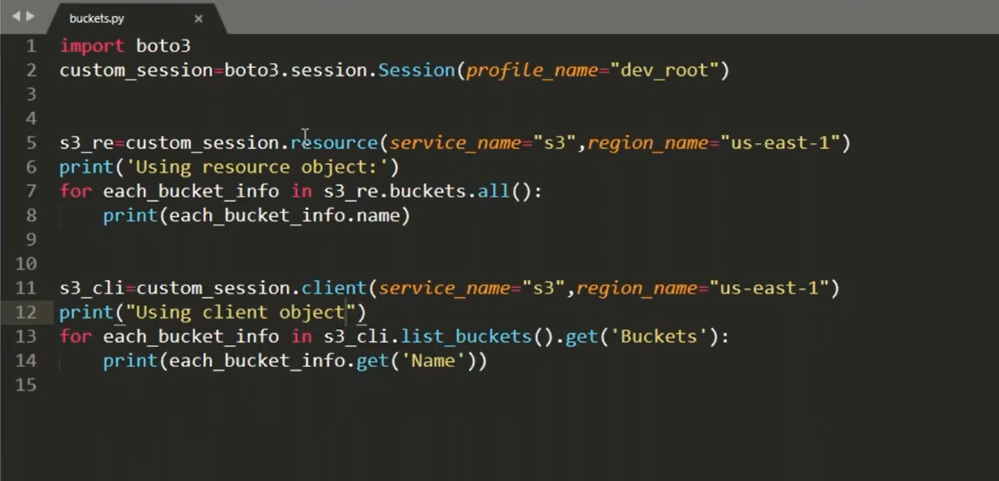 buckets.py
1 import boto3
2 custom_session=boto3.session.Session(profile_name="dev_root")
3
4
5 s3_re=custom_session.resource(service_name="s3",region_name="us-east-1")
6 print('Using resource object:')
7 for each_bucket_info in s3_re.buckets.all():
8     print(each_bucket_info.name)
9
10
11 s3_cli=custom_session.client(service_name="s3",region_name="us-east-1")
12 print("Using client object")
13 for each_bucket_info in s3_cli.list_buckets().get('Buckets'):
14     print(each_bucket_info.get('Name'))
15